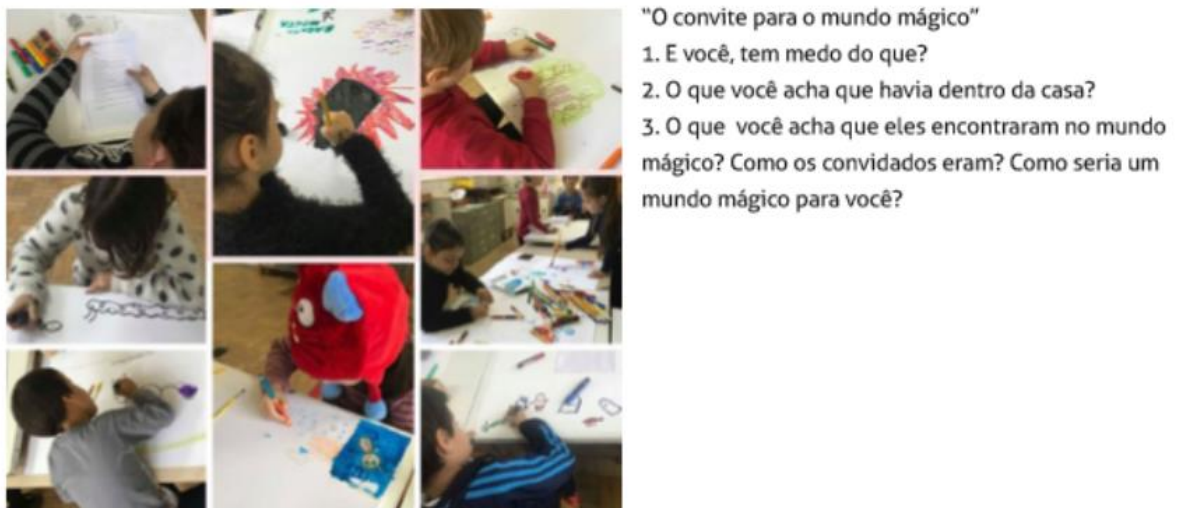 "O convite para o mundo mágico"
1. E você, tem medo do que?
2. O que você acha que havia dentro da casa?
3. O que você acha que eles encontraram no mundo
mágico? Como os convidados eram? Como seria um
mundo mágico para você?